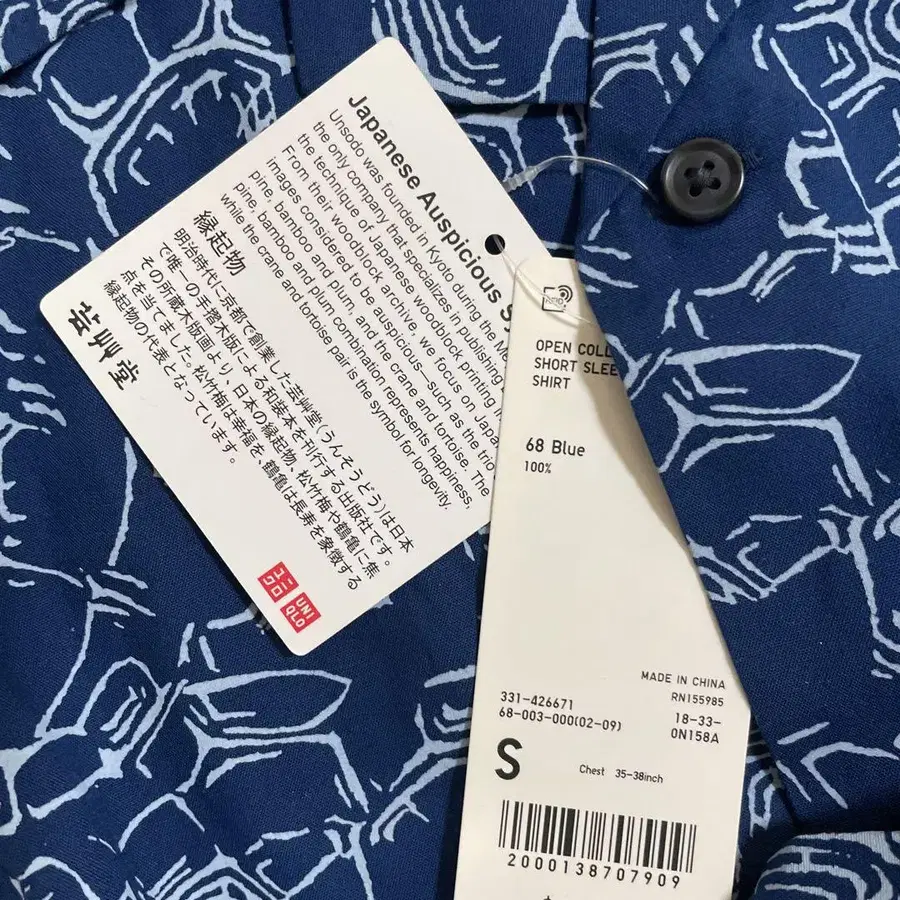 Japanese Auspicious
Unsodo was founded in Kyoto during the
the only company that specializes in publishing
the technique of Japanese woodblock printing
From their woodblock archive, we focus on
images considered to be auspicious—such as the trio
pine, bamboo and plum, and the crane and tortoise. The
pine, bamboo and plum combination represents happiness,
while the crane and tortoise pair is the symbol for longevity.
縁起物
明治時代に京都で創業した芸艸堂(うんそうどう)は日本
で唯一の手摺木版による和装本を刊行する出版社です。
その所蔵木版画より、日本の縁起物、松竹梅や鶴亀に焦
点を当てました。松竹梅は幸福を、鶴亀は長寿を象徴する
縁起物の代表となっています。
芸艸堂
ユニクロ
UNIQLO
RFID
OPEN
SHORT
SHIRT
68 Blue
100%
MADE IN CHINA
RN155985
331-426671
68-003-000(02-09)
18-33-
0N158A
S
Chest 35-38inch
2000138707909